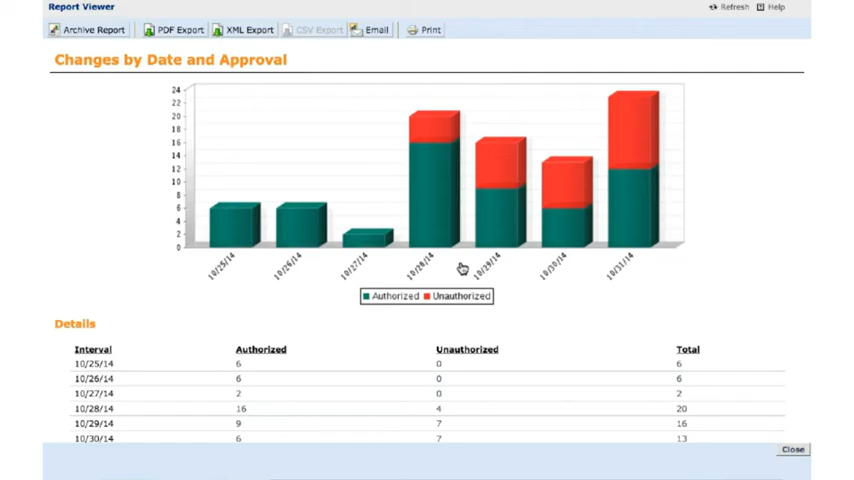 Report Viewer
Refresh Help
Archive Report PDF Export XML Export CSV Export Email Print
Changes by Date and Approval
24
22
20
18
16
14
12
10
8
6
4
2
0
10/25/14 10/26/14 10/27/14 10/28/14 10/29/14 10/30/14 10/31/14
Authorized Unauthorized
Details
Interval Authorized Unauthorized Total
10/25/14 6 0 6
10/26/14 6 0 6
10/27/14 2 0 2
10/28/14 16 4 20
10/29/14 9 7 16
10/30/14 6 7 13
Close